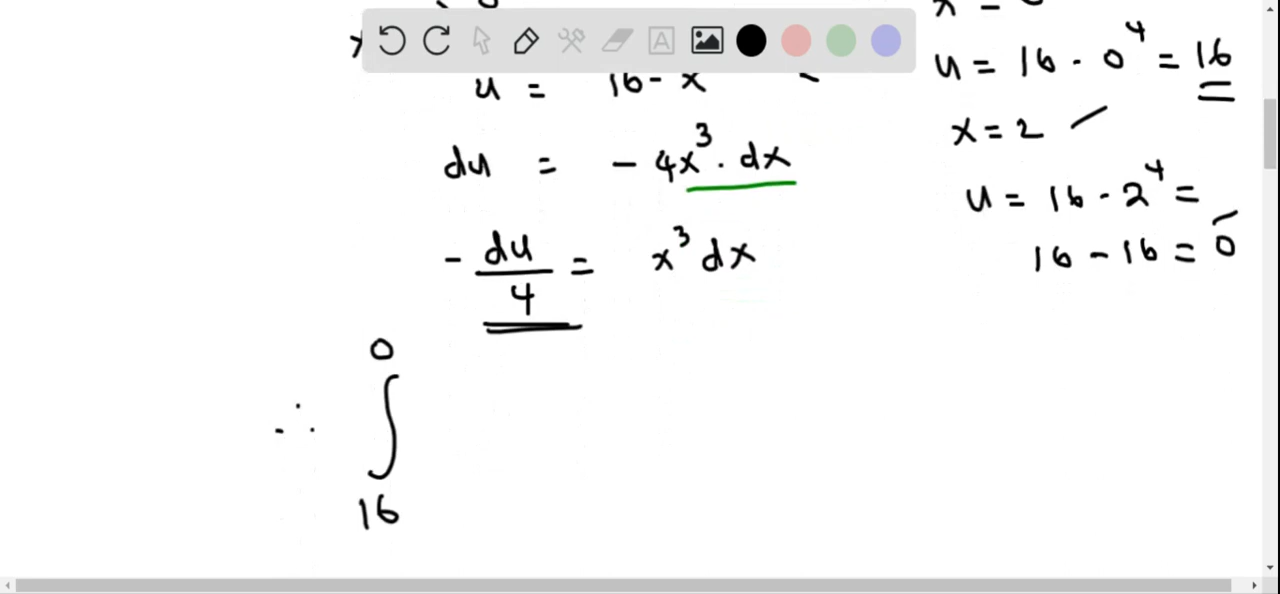 x =
u = 16 - x
du = - 4x³ . dx
- du/4 = x³ dx
∴ ∫
0
16
u = 16 - 0⁴ = 16
x = 2
u = 16 - 2⁴ =
16 - 16 = 0
A